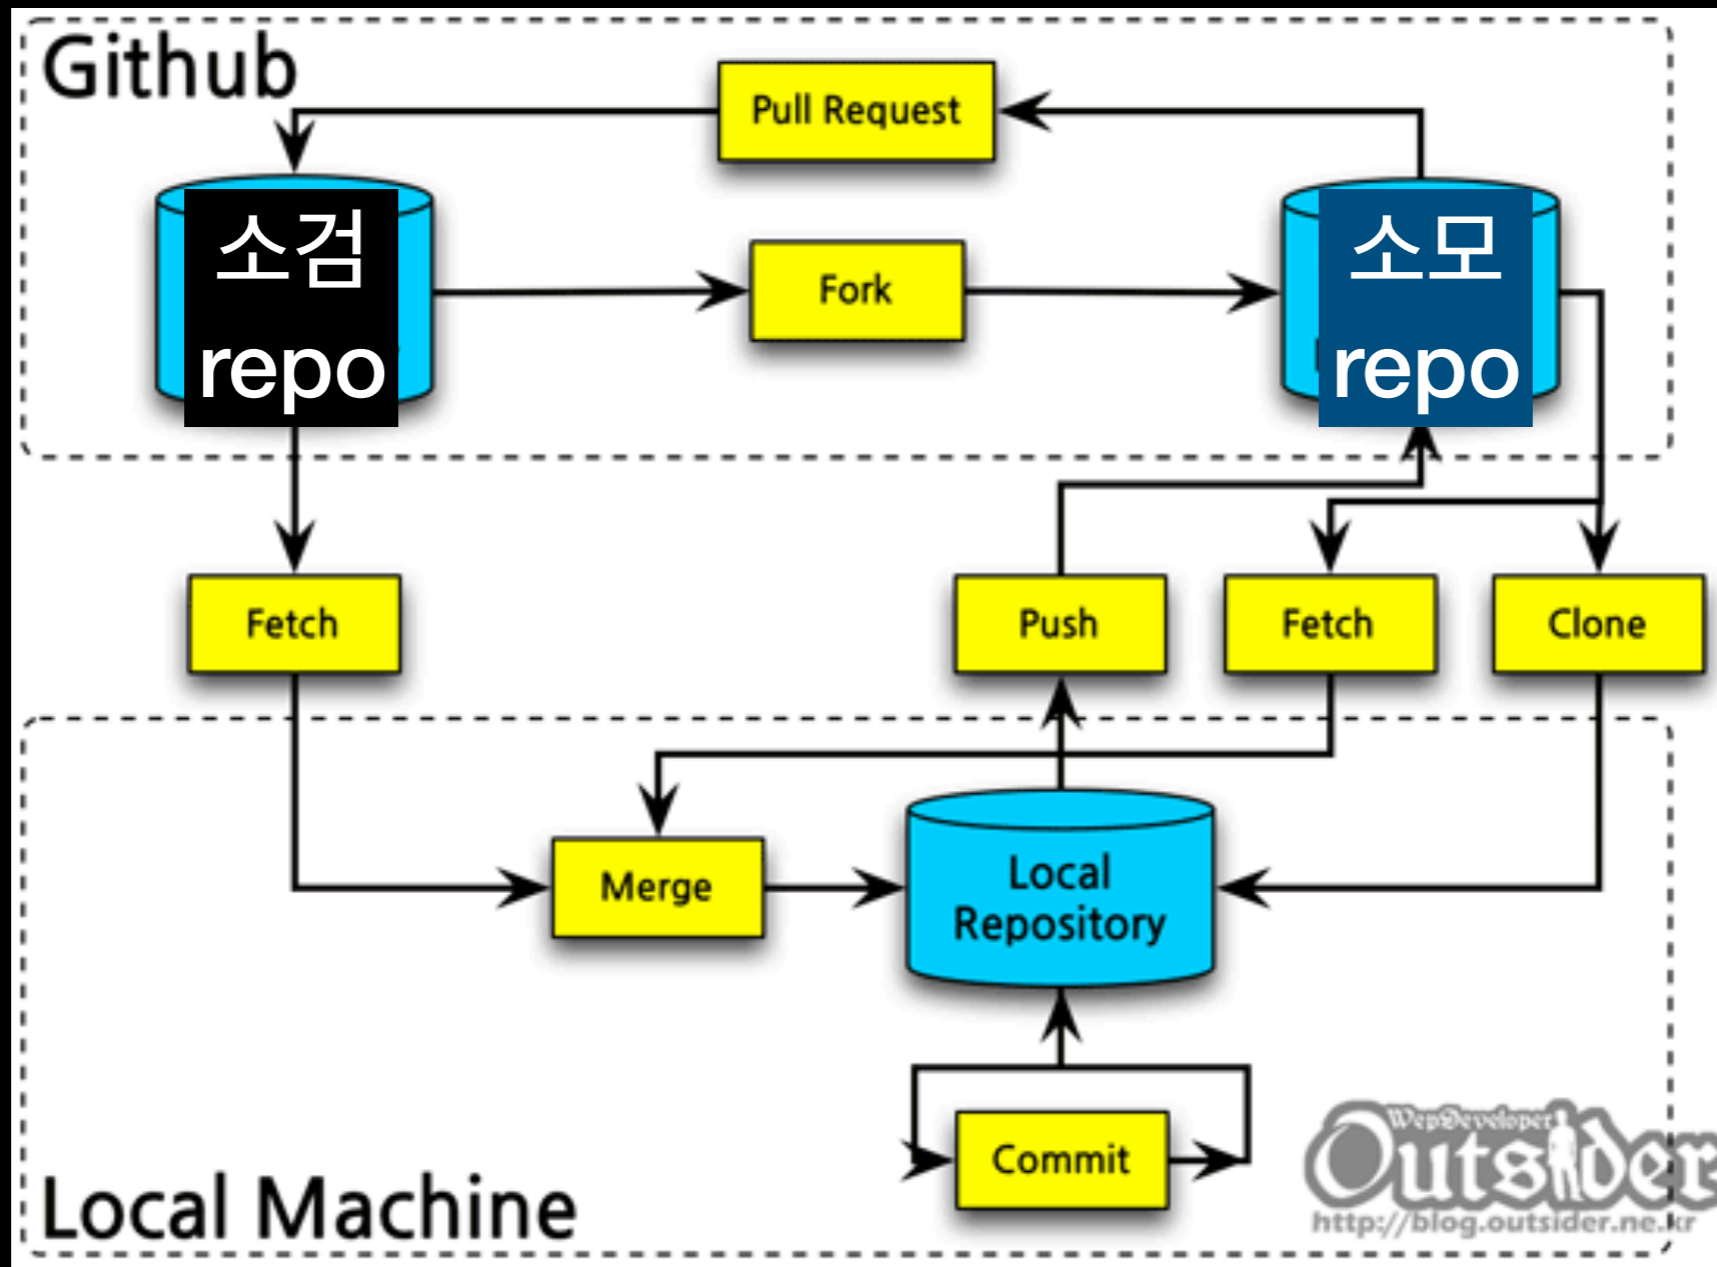 Github
Pull Request
소검
repo
Fork
소모
repo
Fetch
Push
Fetch
Clone
Merge
Local
Repository
Commit
Local Machine
WepDeveloper
Outsider
http://blog.outsider.ne.kr